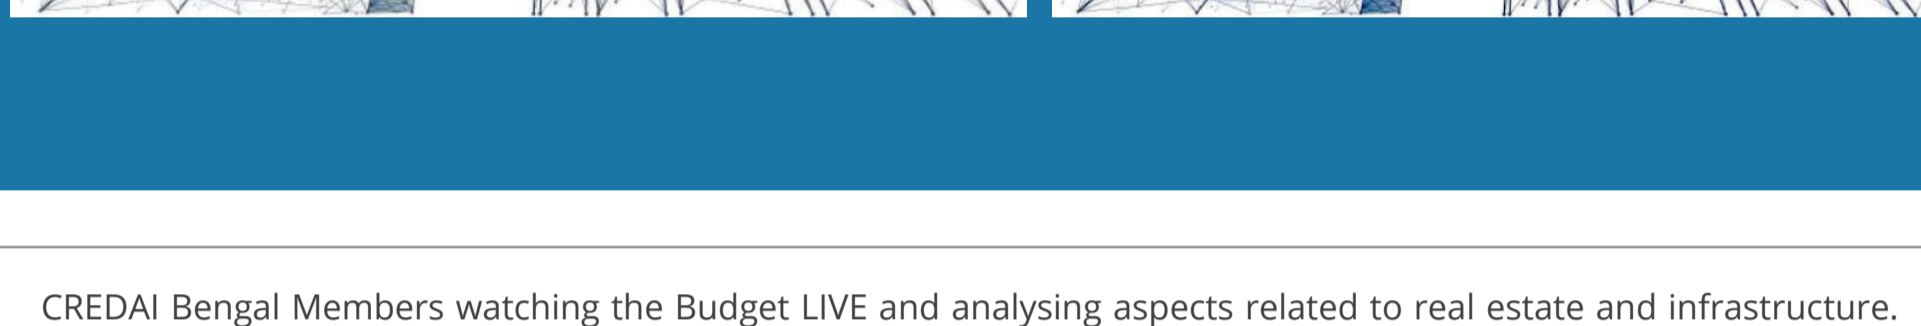 CREDAI Bengal Members watching the Budget LIVE and analysing aspects related to real estate and infrastructure.